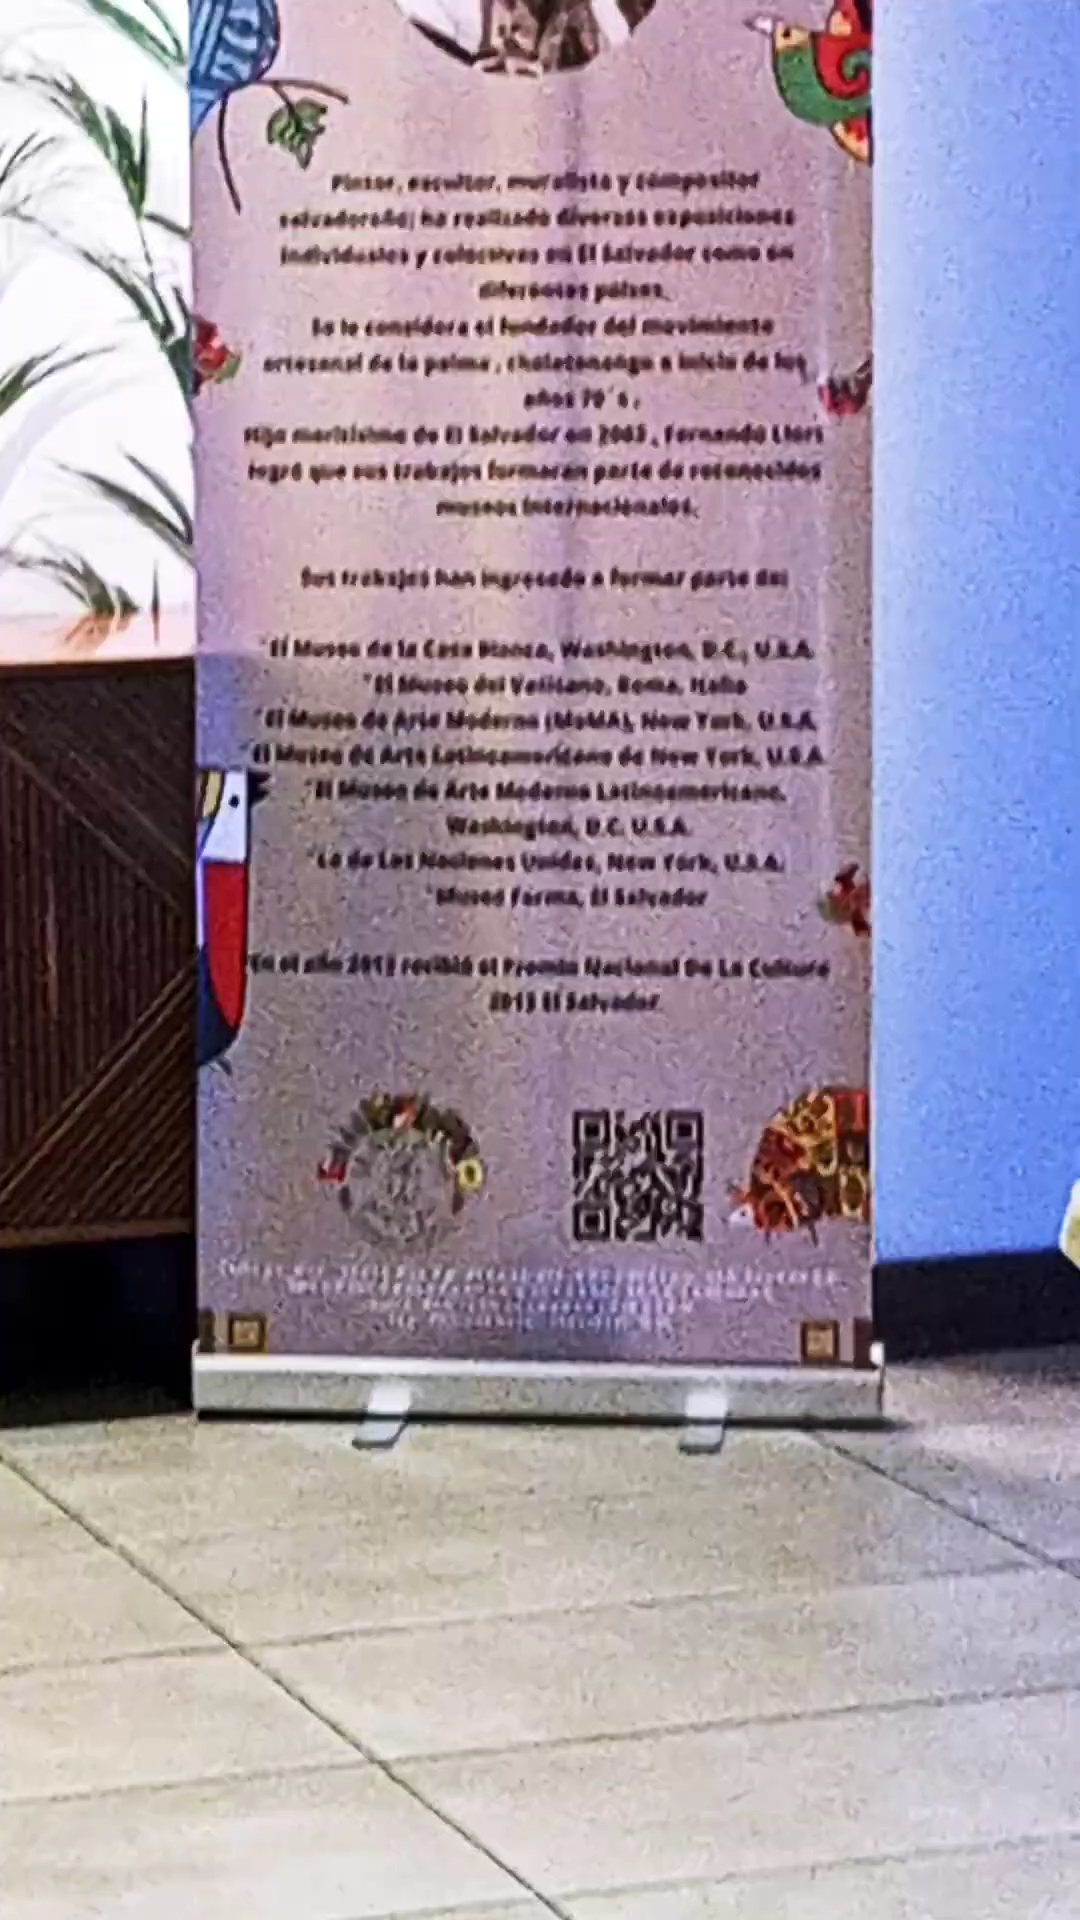 Pintor, escultor, muralista y compositor
salvadoreño; ha realizado diversas exposiciones
individuales y colectivas en El Salvador como en
diferentes países.
Se le considera el fundador del movimiento
artesanal de la palma , chalatenango a inicio de los
años 70´s .
Hijo meritisimo de El Salvador en , Fernando Llort
logró que sus trabajos formaran parte de reconocidos
museos internacionales.
Sus trabajos han ingresado a formar parte de:
*El Museo de la Casa Blanca, Washington, D.C., U.S.A.
*El Museo del Vaticano, Roma, Italia
*El Museo de Arte Moderno (MoMA), New York, U.S.A.
*El Museo de Arte Latinoamericano de New York, U.S.A.
*El Museo de Arte Moderno Latinoamericano,
Washington, D.C. U.S.A.
*La de Las Naciones Unidas, New York, U.S.A.
*Museo Forma, El Salvador
*En el año 2013 recibió el Premio Nacional De La Cultura
2013 El Salvador